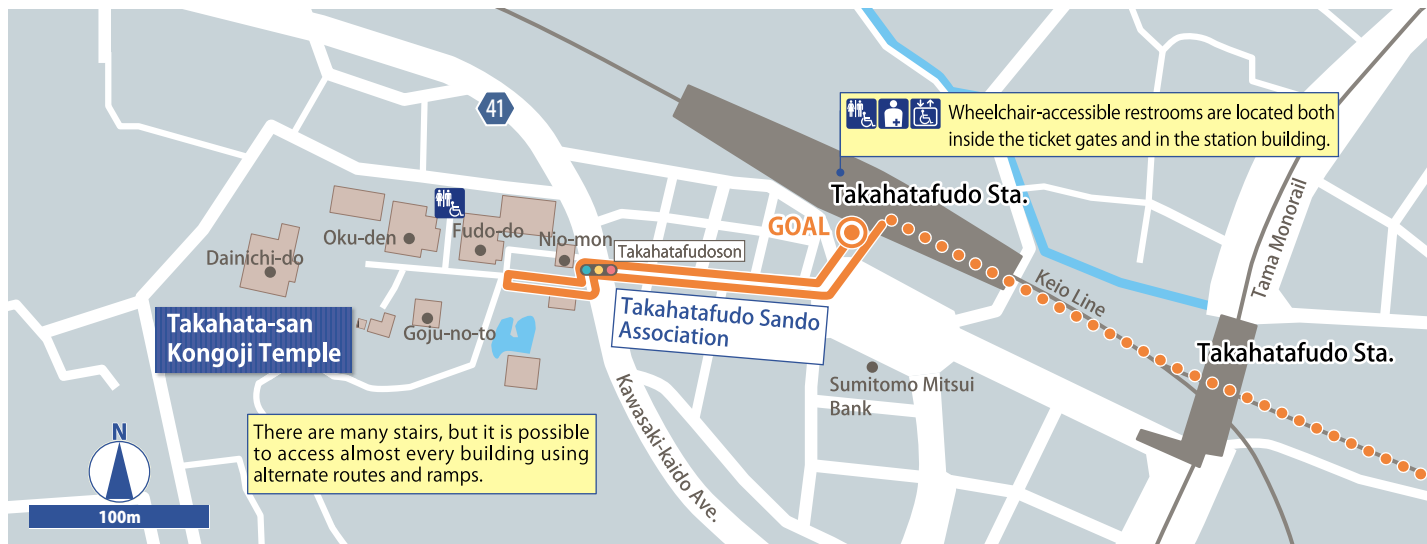 41
Wheelchair-accessible restrooms are located both
inside the ticket gates and in the station building.
Takahatafudo Sta.
GOAL
Oku-den
Fudo-do
Nio-mon
Takahatafudoson
Dainichi-do
Tama Monorail
Keio Line
Takahatafudo Sando
Association
Takahata-san
Kongoji Temple
Goju-no-to
Takahatafudo Sta.
Sumitomo Mitsui
Bank
Kawasaki-kaido Ave.
There are many stairs, but it is possible
to access almost every building using
alternate routes and ramps.
N
100m